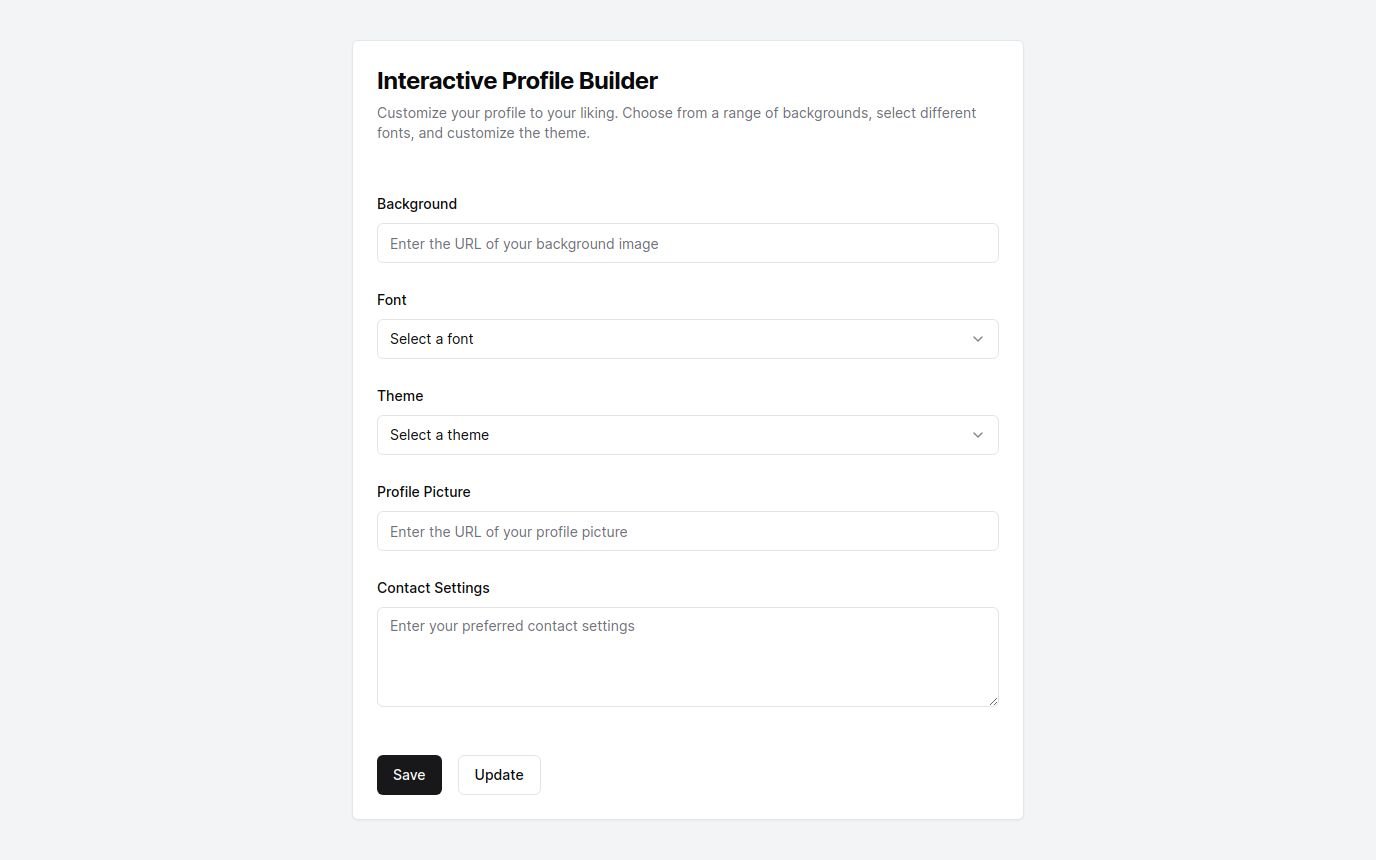 Interactive Profile Builder
Customize your profile to your liking. Choose from a range of backgrounds, select different
fonts, and customize the theme.
Background
Enter the URL of your background image
Font
Select a font
Theme
Select a theme
Profile Picture
Enter the URL of your profile picture
Contact Settings
Enter your preferred contact settings
Save
Update